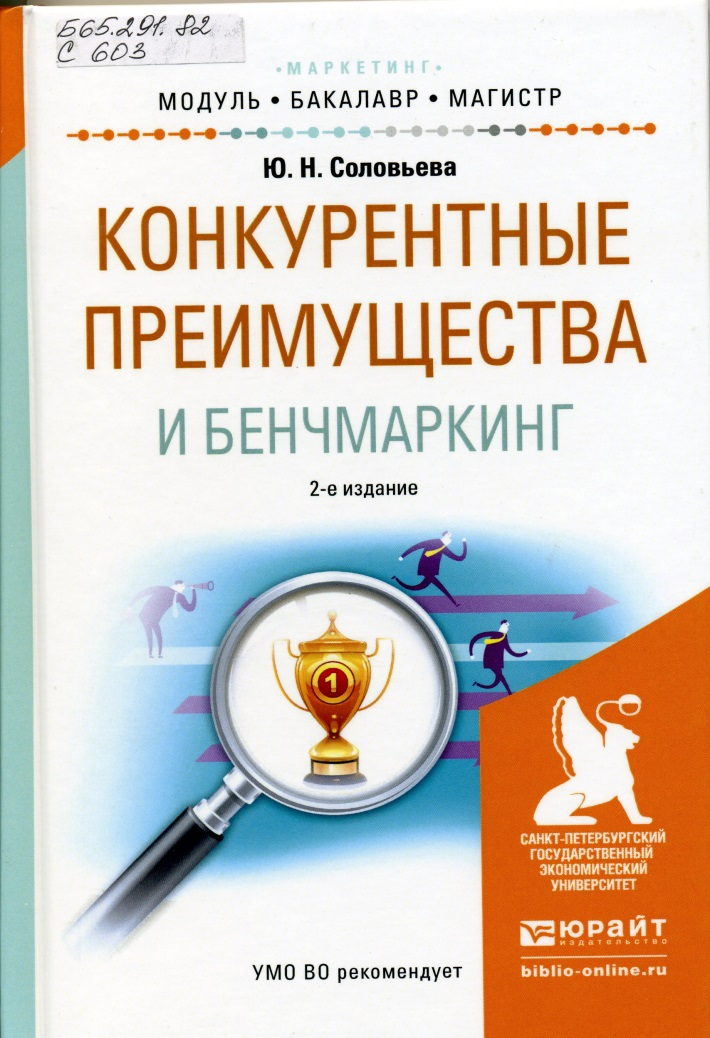 Б65.291.82
С 603
•МАРКЕТИНГ•
МОДУЛЬ • БАКАЛАВР • МАГИСТР
Ю. Н. Соловьева
КОНКУРЕНТНЫЕ
ПРЕИМУЩЕСТВА
И БЕНЧМАРКИНГ
2-е издание
1
САНКТ-ПЕТЕРБУРГСКИЙ
ГОСУДАРСТВЕННЫЙ
ЭКОНОМИЧЕСКИЙ
УНИВЕРСИТЕТ
ЮРАЙТ
издательство
biblio-online.ru
УМО ВО рекомендует